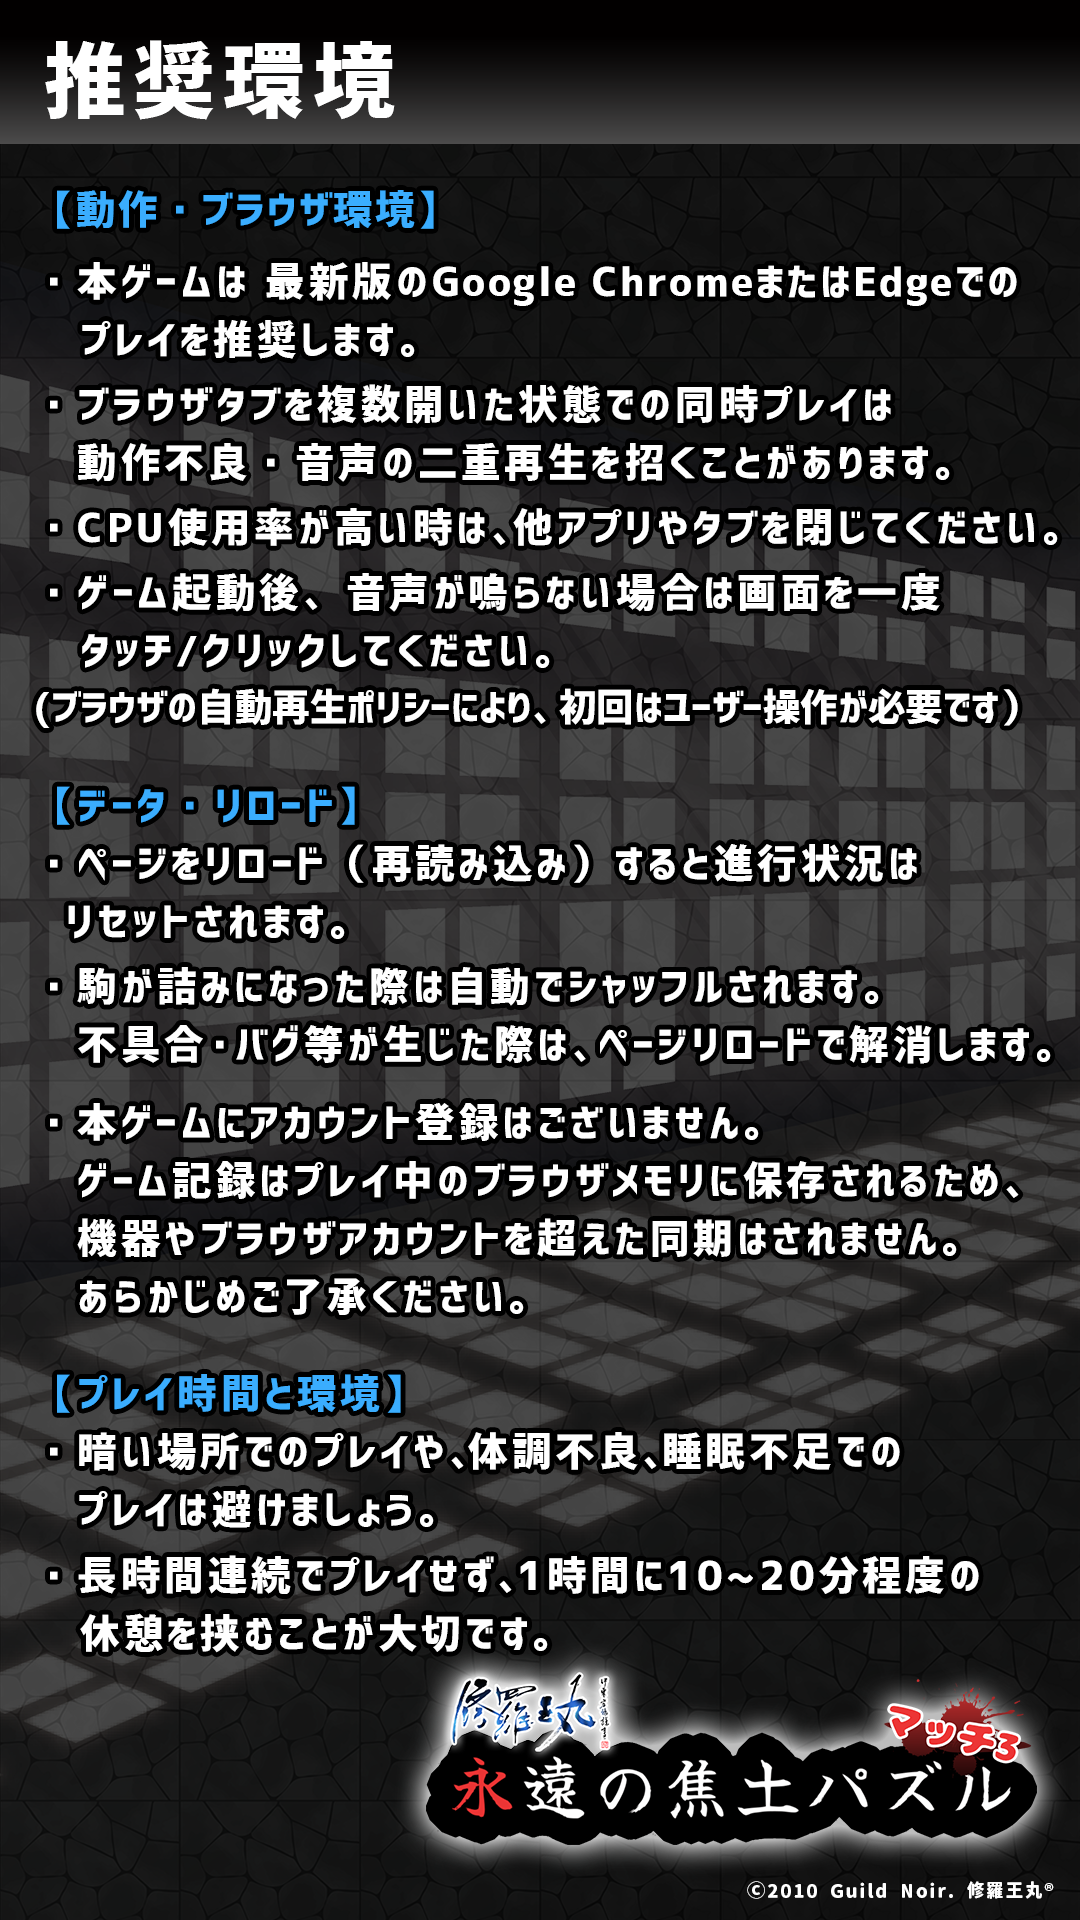 推奨環境
【動作・ブラウザ環境】
・本ゲームは 最新版のGoogle ChromeまたはEdgeでの
プレイを推奨します。
・ブラウザタブを複数開いた状態での同時プレイは
動作不良・音声の二重再生を招くことがあります。
・CPU使用率が高い時は、他アプリやタブを閉じてください。
・ゲーム起動後、音声が鳴らない場合は画面を一度
タッチ/クリックしてください。
(ブラウザの自動再生ポリシーにより、初回はユーザー操作が必要です）
【データ・リロード】
・ページをリロード（再読み込み）すると進行状況は
リセットされます。
・駒が詰みになった際は自動でシャッフルされます。
不具合・バグ等が生じた際は、ページリロードで解消します。
・本ゲームにアカウント登録はございません。
ゲーム記録はプレイ中のブラウザメモリに保存されるため、
機器やブラウザアカウントを超えた同期はされません。
あらかじめご了承ください。
【プレイ時間と環境】
・暗い場所でのプレイや、体調不良、睡眠不足での
プレイは避けましょう。
・長時間連続でプレイせず、1時間に10~20分程度の
休憩を挟むことが大切です。
修羅王丸
マッチ3
永遠の焦土パズル
©2010 Guild Noir. 修羅王丸®